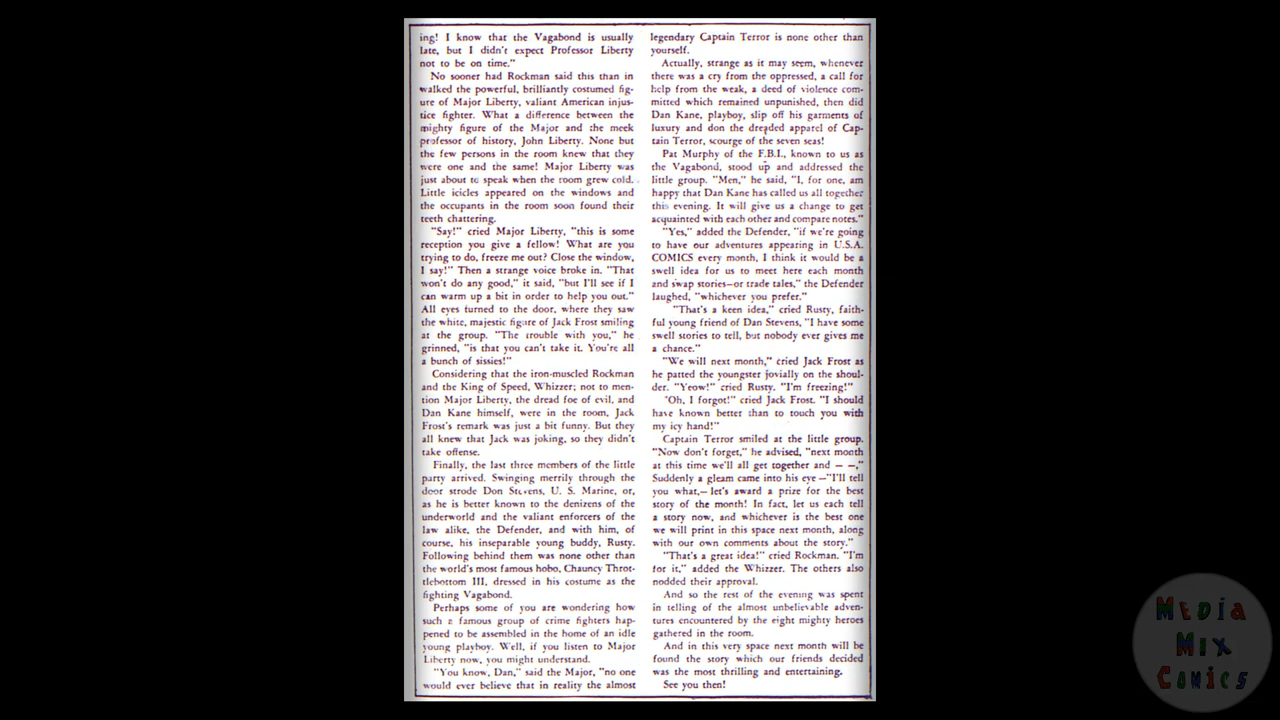 ing! I know that the Vagabond is usually
late, but I didn't expect Professor Liberty
not to be on time."
No sooner had Rockman said this than in
walked the powerful, brilliantly costumed fig-
ure of Major Liberty, valiant American injus-
tice fighter. What a difference between the
mighty figure of the Major and the meek
professor of history, John Liberty. None but
the few persons in the room knew that they
were one and the same! Major Liberty was
just about to speak when the room grew cold.
Little icicles appeared on the windows and
the occupants in the room soon found their
teeth chattering.
"Say!" cried Major Liberty, "this is some
reception you give a fellow! What are you
trying to do, freeze me out? Close the window,
I say!" Then a strange voice broke in. "That
won't do any good," it said, "but I'll see if I
can warm up a bit in order to help you out."
All eyes turned to the door, where they saw
the white, majestic figure of Jack Frost smiling
at the group. "The trouble with you," he
grinned, "is that you can't take it. You're all
a bunch of sissies!"
Considering that the iron-muscled Rockman
and the King of Speed, Whizzer; not to men-
tion Major Liberty, the dread foe of evil, and
Dan Kane himself, were in the room, Jack
Frost's remark was just a bit funny. But they
all knew that Jack was joking, so they didn't
take offense.
Finally, the last three members of the little
party arrived. Swinging merrily through the
door strode Don Stevens, U. S. Marine, or,
as he is better known to the denizens of the
underworld and the valiant enforcers of the
law alike, the Defender, and with him, of
course, his inseparable young buddy, Rusty.
Following behind them was none other than
the world's most famous hobo, Chauncy Throt-
tlebottom III, dressed in his costume as the
fighting Vagabond.
Perhaps some of you are wondering how
such a famous group of crime fighters hap-
pened to be assembled in the home of an idle
young playboy. Well, if you listen to Major
Liberty now, you might understand.
"You know, Dan," said the Major, "no one
would ever believe that in reality the almost
legendary Captain Terror is none other than
yourself.
Actually, strange as it may seem, whenever
there was a cry from the oppressed, a call for
help from the weak, a deed of violence com-
mitted which remained unpunished, then did
Dan Kane, playboy, slip off his garments of
luxury and don the dreaded apparel of Cap-
tain Terror, scourge of the seven seas!
Pat Murphy of the F.B.I., known to us as
the Vagabond, stood up and addressed the
little group. "Men," he said, "I, for one, am
happy that Dan Kane has called us all together
this evening. It will give us a change to get
acquainted with each other and compare notes."
"Yes," added the Defender, "if we're going
to have our adventures appearing in U.S.A.
COMICS every month, I think it would be a
swell idea for us to meet here each month
and swap stories—or trade tales," the Defender
laughed, "whichever you prefer."
"That's a keen idea," cried Rusty, faith-
ful young friend of Dan Stevens, "I have some
swell stories to tell, but nobody ever gives me
a chance."
"We will next month," cried Jack Frost as
he patted the youngster jovially on the shoul-
der. "Yeow!" cried Rusty. "I'm freezing!"
"Oh, I forgot!" cried Jack Frost. "I should
have known better than to touch you with
my icy hand!"
Captain Terror smiled at the little group.
"Now don't forget," he advised, "next month
at this time we'll all get together and — —,"
Suddenly a gleam came into his eye—"I'll tell
you what,— let's award a prize for the best
story of the month! In fact, let us each tell
a story now, and whichever is the best one
we will print in this space next month, along
with our own comments about the story."
"That's a great idea!" cried Rockman. "I'm
for it," added the Whizzer. The others also
nodded their approval.
And so the rest of the evening was spent
in telling of the almost unbelievable adven-
tures encountered by the eight mighty heroes
gathered in the room.
And in this very space next month will be
found the story which our friends decided
was the most thrilling and entertaining.
See you then!
MEDIA
MIX
COMICS